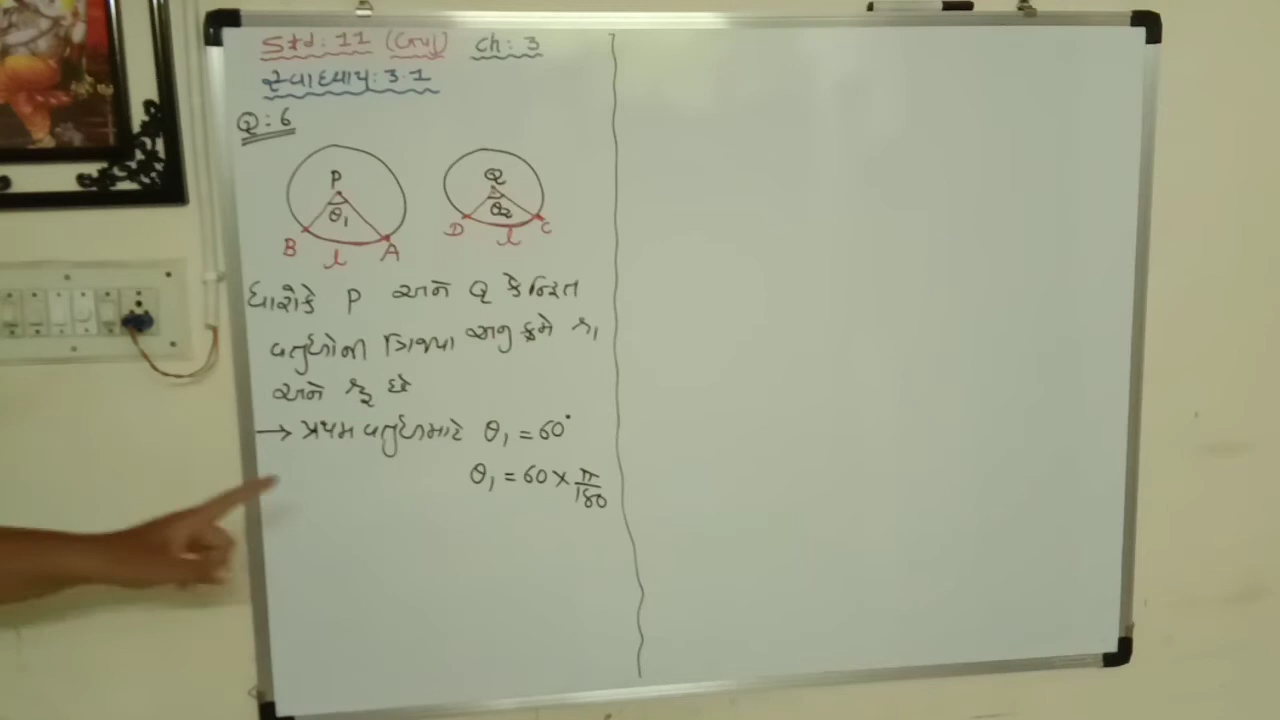 Std: 11 (Guj) Ch: 3
સ્વાધ્યાય: 3.1
Q: 6
P
θ₁
B
l
A
Q
θ₂
D
l
C
ધારોકે P અને Q કેન્દ્રિત
વર્તુળોની ત્રિજ્યા અનુક્રમે r₁
અને r₂ છે
→ પ્રથમ વર્તુળ માટે θ₁ = 60°
θ₁ = 60 × π/180